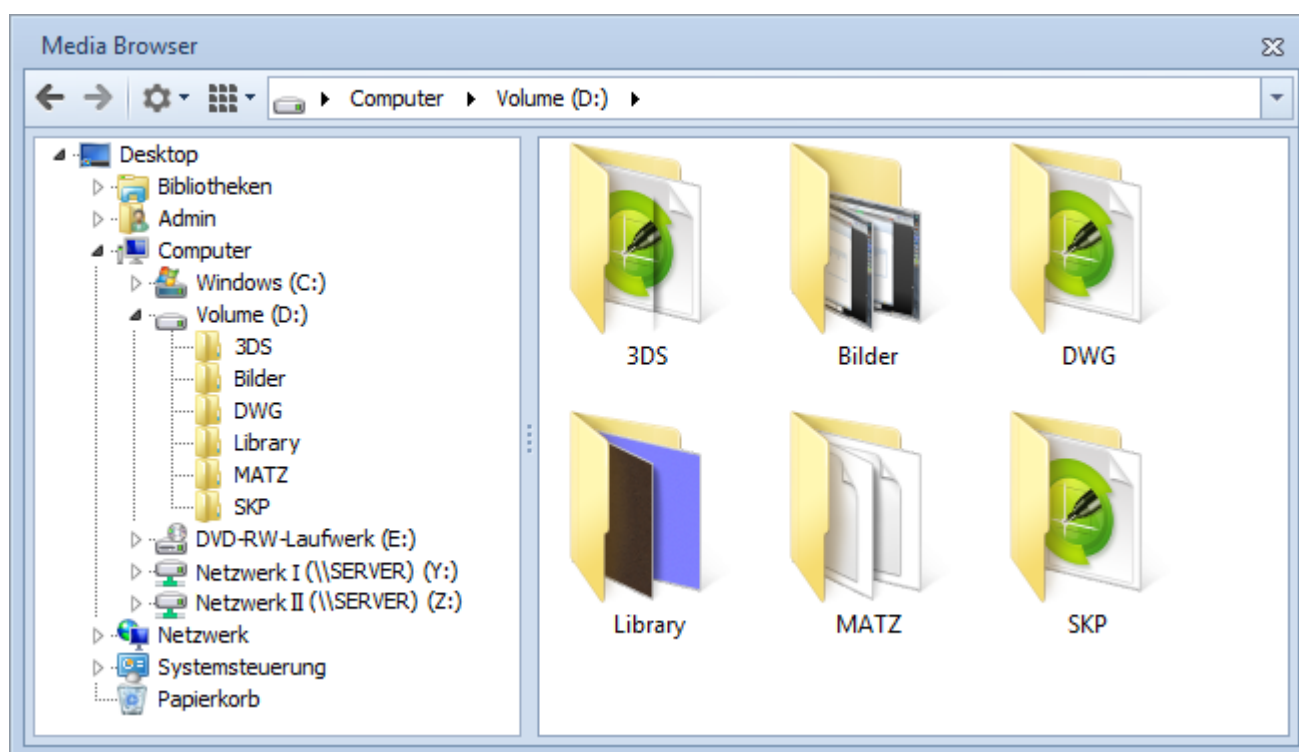 Media Browser
Computer Volume (D:)
Desktop
Bibliotheken
Admin
Computer
Windows (C:)
Volume (D:)
3DS
Bilder
DWG
Library
MATZ
SKP
DVD-RW-Laufwerk (E:)
Netzwerk I (\\SERVER) (Y:)
Netzwerk II (\\SERVER) (Z:)
Netzwerk
Systemsteuerung
Papierkorb
3DS Bilder DWG
Library MATZ SKP